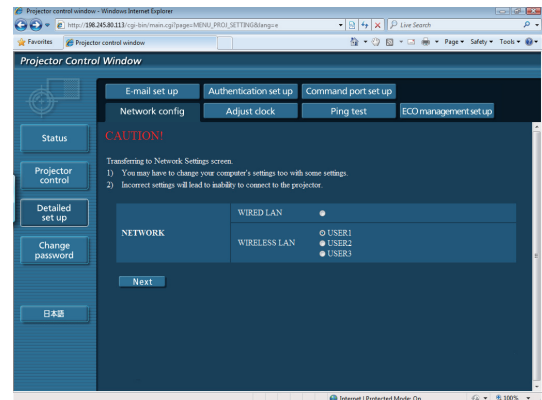 Projector control window - Windows Internet Explorer
http://198.245.80.113/cgi-bin/main.cgi?page=MENU_PROJ_SETTING&lang=e
Live Search
Favorites
Projector control window
Page
Safety
Tools
Projector Control Window
E-mail set up
Authentication set up
Command port set up
Network config
Adjust clock
Ping test
ECO management set up
Status
Projector
control
Detailed
set up
Change
password
日本語
CAUTION!
Transferring to Network Settings screen.
1) You may have to change your computer's settings too with some settings.
2) Incorrect settings will lead to inability to connect to the projector.
NETWORK
WIRED LAN
WIRELESS LAN
USER1
USER2
USER3
Next
Internet | Protected Mode: On
100%